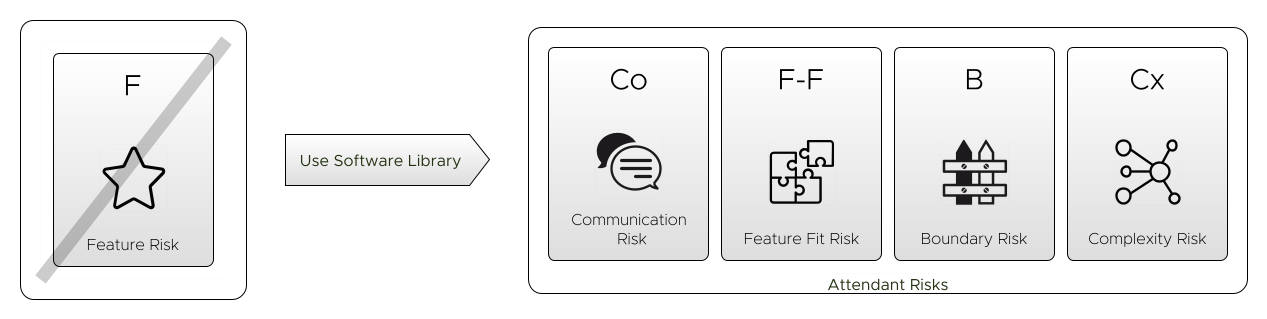 F
Feature Risk
Use Software Library
Co
Communication
Risk
F-F
Feature Fit Risk
B
Boundary Risk
Cx
Complexity Risk
Attendant Risks